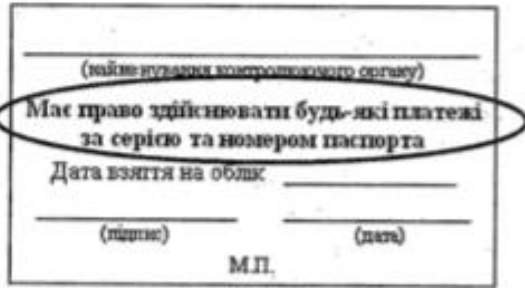 (найменування контролюючого органу)
Має право здійснювати будь-які платежі
за серією та номером паспорта
Дата взяття на облік
(підпис) (дата)
М.П.